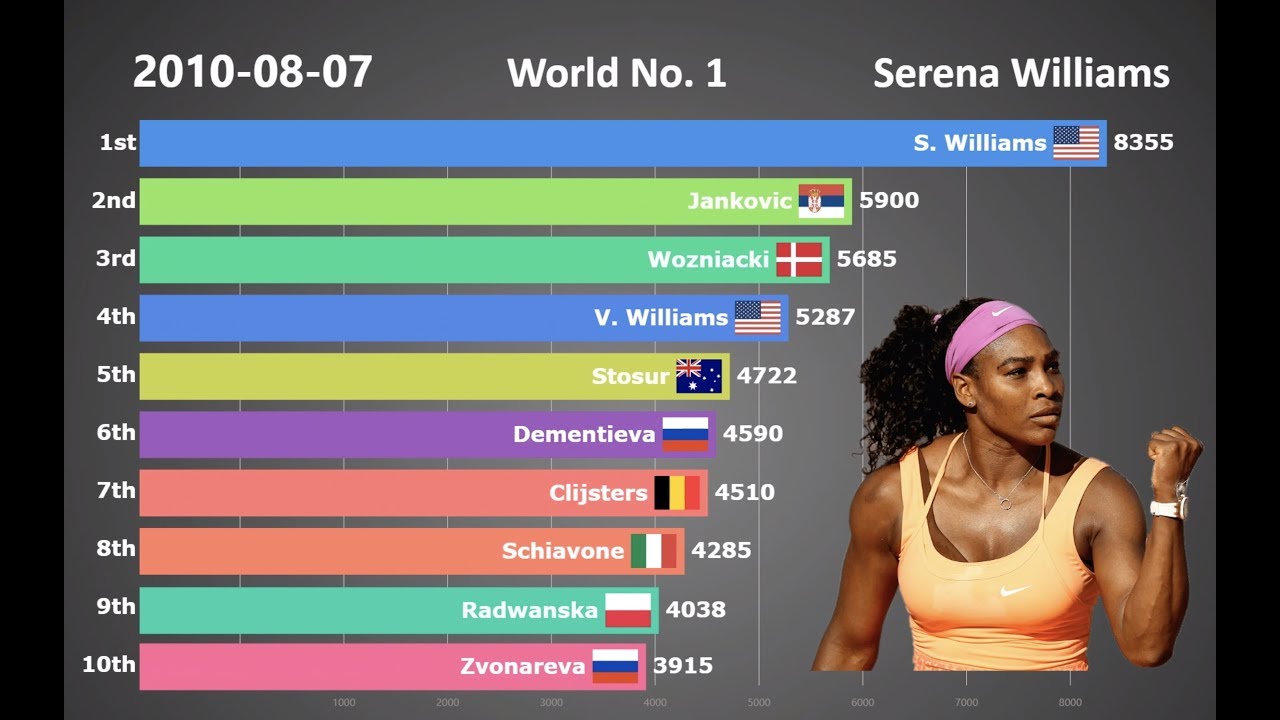 2010-08-07 World No. 1 Serena Williams
1st S. Williams 8355
2nd Jankovic 5900
3rd Wozniacki 5685
4th V. Williams 5287
5th Stosur 4722
6th Dementieva 4590
7th Clijsters 4510
8th Schiavone 4285
9th Radwanska 4038
10th Zvonareva 3915
1000 2000 3000 4000 5000 6000 7000 8000